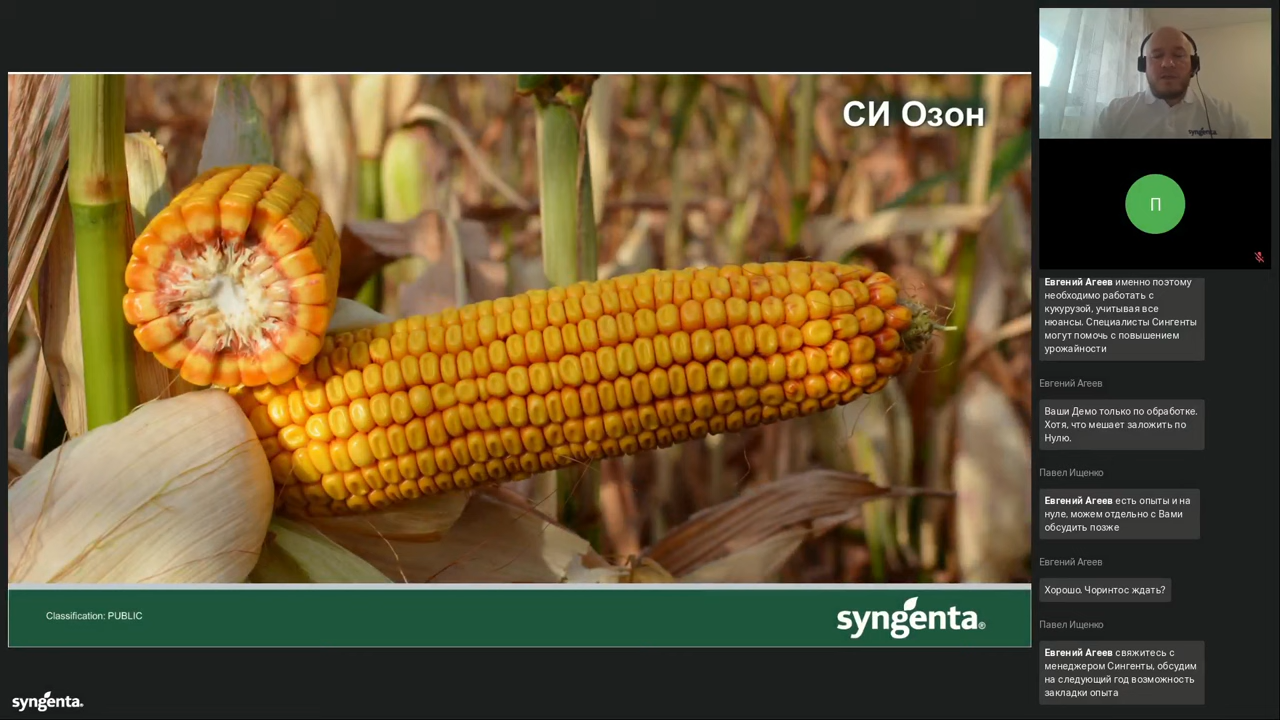 СИ Озон
Classification: PUBLIC
syngenta®
syngenta.
syngenta.
П
Евгений Агеев именно поэтому
необходимо работать с
кукурузой, учитывая все
нюансы. Специалисты Сингенты
могут помочь с повышением
урожайности
Евгений Агеев
Ваши Демо только по обработке.
Хотя, что мешает заложить по
Нулю.
Павел Ищенко
Евгений Агеев есть опыты и на
нуле, можем отдельно с Вами
обсудить позже
Евгений Агеев
Хорошо. Чоринтос ждать?
Павел Ищенко
Евгений Агеев свяжитесь с
менеджером Сингенты, обсудим
на следующий год возможность
закладки опыта